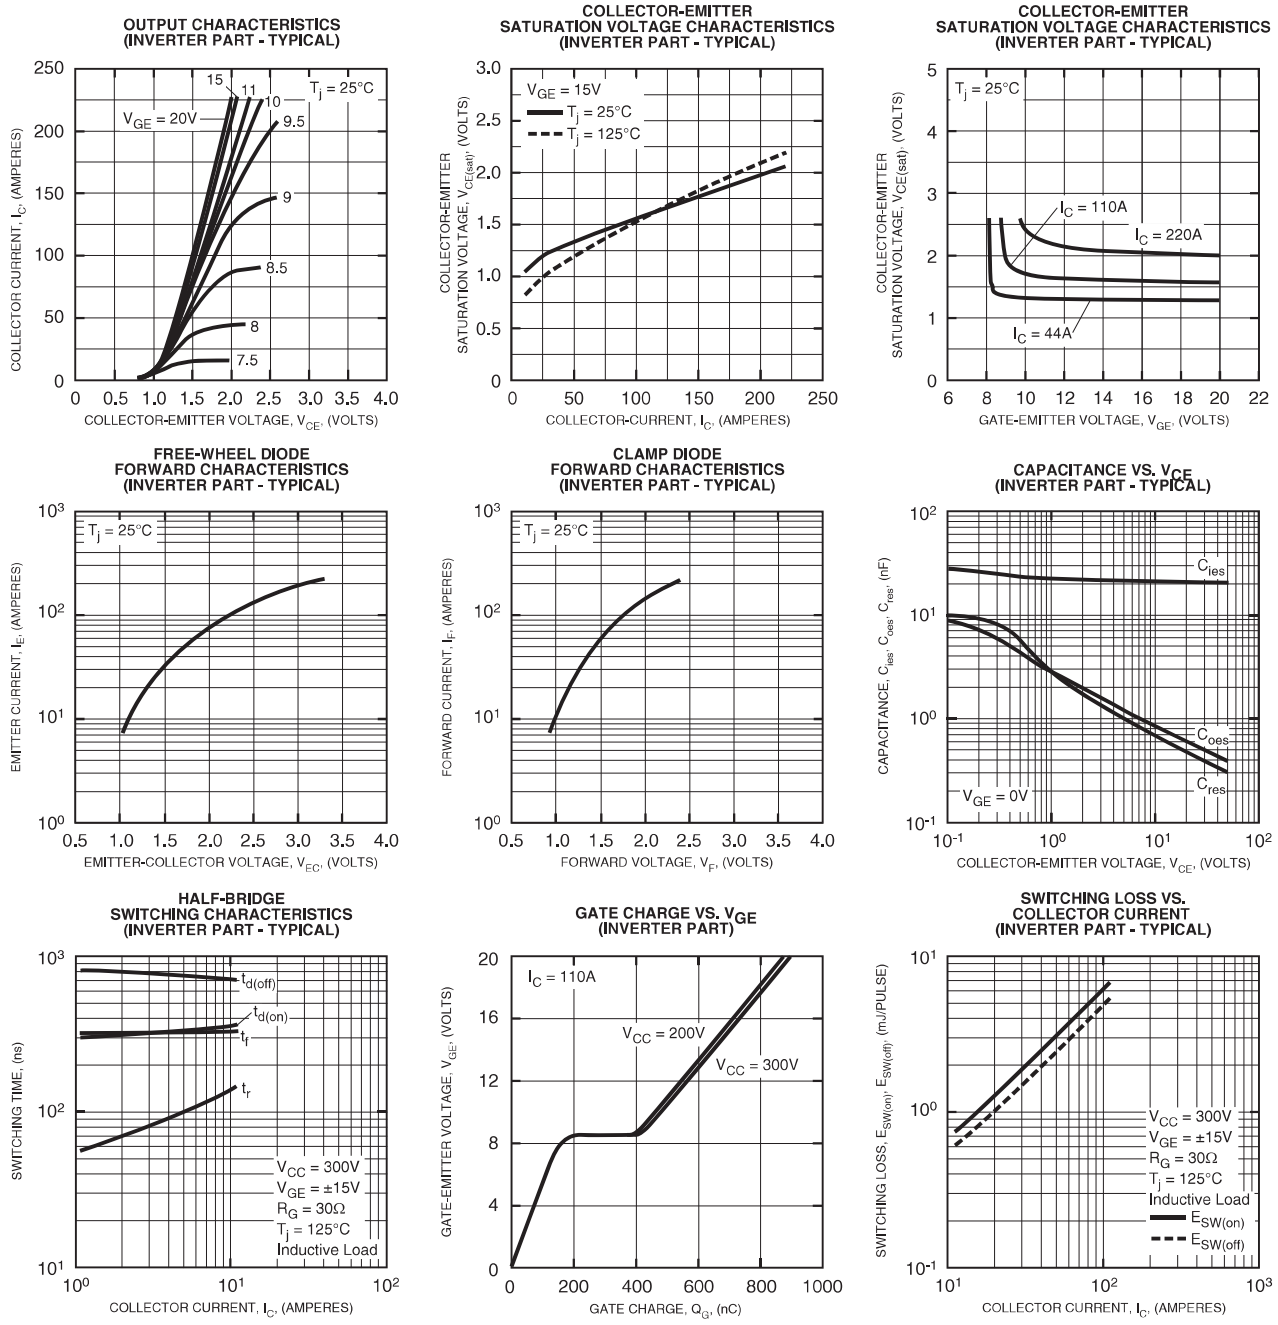 OUTPUT CHARACTERISTICS
(INVERTER PART - TYPICAL)
COLLECTOR CURRENT, IC, (AMPERES)
250
200
150
100
50
0
VGE = 20V
15
11
10
Tj = 25°C
9.5
9
8.5
8
7.5
0 0.5 1.0 1.5 2.0 2.5 3.0 3.5 4.0
COLLECTOR-EMITTER VOLTAGE, VCE, (VOLTS)
COLLECTOR-EMITTER
SATURATION VOLTAGE CHARACTERISTICS
(INVERTER PART - TYPICAL)
COLLECTOR-EMITTER
SATURATION VOLTAGE, VCE(sat), (VOLTS)
3.0
2.5
2.0
1.5
1.0
0.5
0
VGE = 15V
Tj = 25°C
Tj = 125°C
0 50 100 150 200 250
COLLECTOR-CURRENT, IC, (AMPERES)
COLLECTOR-EMITTER
SATURATION VOLTAGE CHARACTERISTICS
(INVERTER PART - TYPICAL)
COLLECTOR-EMITTER
SATURATION VOLTAGE, VCE(sat), (VOLTS)
5
4
3
2
1
0
Tj = 25°C
IC = 110A
IC = 220A
IC = 44A
6 8 10 12 14 16 18 20 22
GATE-EMITTER VOLTAGE, VGE, (VOLTS)
FREE-WHEEL DIODE
FORWARD CHARACTERISTICS
(INVERTER PART - TYPICAL)
EMITTER CURRENT, IE, (AMPERES)
10³
10²
10¹
10⁰
Tj = 25°C
0.5 1.0 1.5 2.0 2.5 3.0 3.5 4.0
EMITTER-COLLECTOR VOLTAGE, VEC, (VOLTS)
CLAMP DIODE
FORWARD CHARACTERISTICS
(INVERTER PART - TYPICAL)
FORWARD CURRENT, IF, (AMPERES)
10³
10²
10¹
10⁰
Tj = 25°C
0.5 1.0 1.5 2.0 2.5 3.0 3.5 4.0
FORWARD VOLTAGE, VF, (VOLTS)
CAPACITANCE VS. VCE
(INVERTER PART - TYPICAL)
CAPACITANCE, Cies, Coes, Cres, (nF)
10²
10¹
10⁰
10⁻¹
Cies
Coes
Cres
VGE = 0V
10⁻¹ 10⁰ 10¹ 10²
COLLECTOR-EMITTER VOLTAGE, VCE, (VOLTS)
HALF-BRIDGE
SWITCHING CHARACTERISTICS
(INVERTER PART - TYPICAL)
SWITCHING TIME, (ns)
10³
10²
10¹
td(off)
td(on)
tf
tr
VCC = 300V
VGE = ±15V
RG = 30Ω
Tj = 125°C
Inductive Load
10⁰ 10¹ 10²
COLLECTOR CURRENT, IC, (AMPERES)
GATE CHARGE VS. VGE
(INVERTER PART)
GATE-EMITTER VOLTAGE, VGE, (VOLTS)
20
16
12
8
4
0
IC = 110A
VCC = 200V
VCC = 300V
0 200 400 600 800 1000
GATE CHARGE, QG, (nC)
SWITCHING LOSS VS.
COLLECTOR CURRENT
(INVERTER PART - TYPICAL)
SWITCHING LOSS, ESW(on), ESW(off), (mJ/PULSE)
10¹
10⁰
10⁻¹
VCC = 300V
VGE = ±15V
RG = 30Ω
Tj = 125°C
Inductive Load
ESW(on)
ESW(off)
10¹ 10² 10³
COLLECTOR CURRENT, IC, (AMPERES)